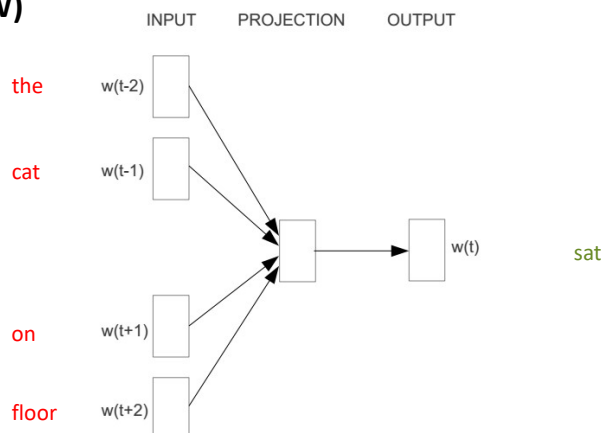 INPUT PROJECTION OUTPUT
the w(t-2)
cat w(t-1)
w(t) sat
on w(t+1)
floor w(t+2)